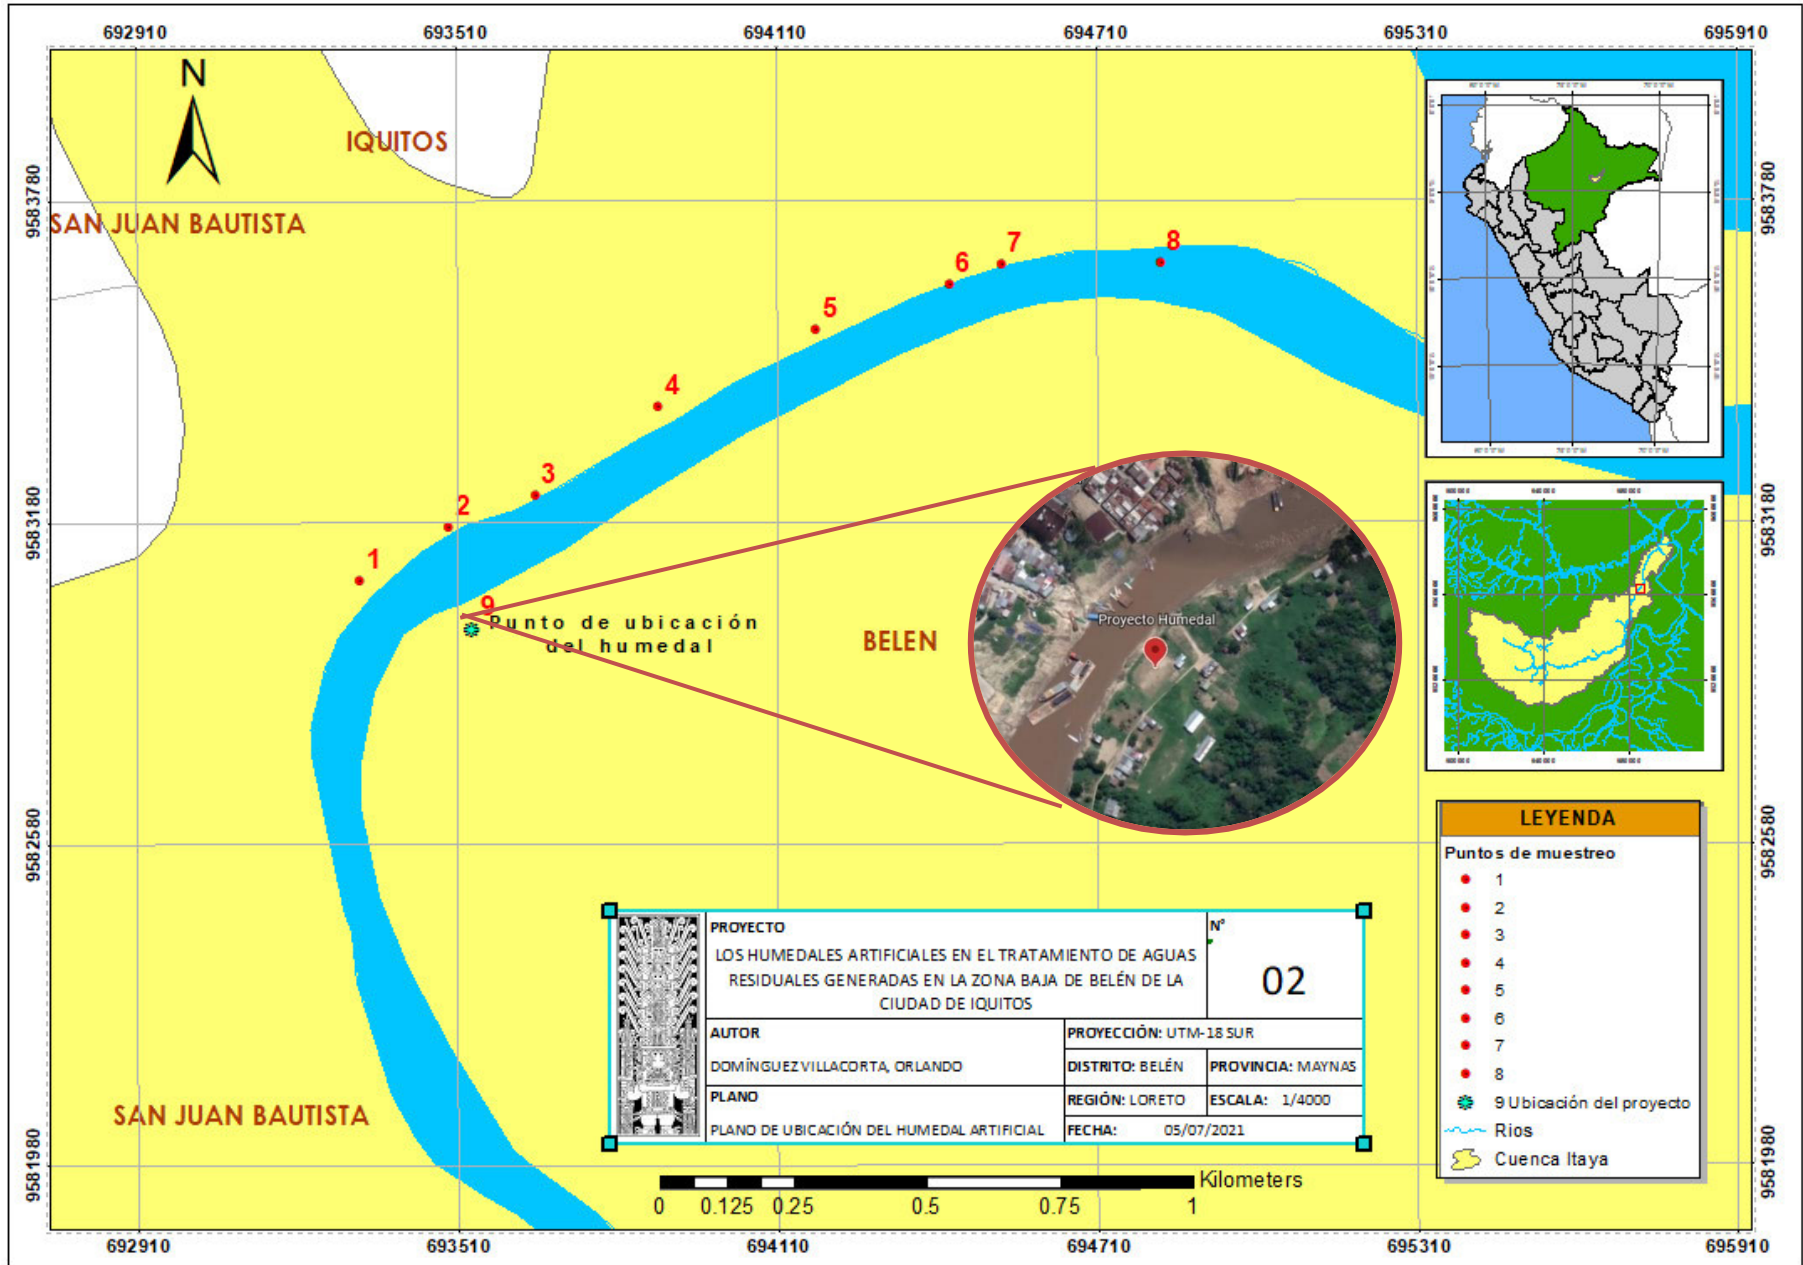 692910 693510 694110 694710 695310 695910
N
IQUITOS
9583780
9583780
SAN JUAN BAUTISTA
8
7
6
5
4
3
2
9583180
9583180
1
9
Punto de ubicación
del humedal
BELEN
Proyecto Humedal
9582580
9582580
LEYENDA
Puntos de muestreo
1
2
3
4
5
6
7
8
9 Ubicación del proyecto
Rios
Cuenca Itaya
PROYECTO
LOS HUMEDALES ARTIFICIALES EN EL TRATAMIENTO DE AGUAS
RESIDUALES GENERADAS EN LA ZONA BAJA DE BELÉN DE LA
CIUDAD DE IQUITOS
N°
02
AUTOR
DOMÍNGUEZ VILLACORTA, ORLANDO
PROYECCIÓN: UTM-18 SUR
DISTRITO: BELÉN
PROVINCIA: MAYNAS
PLANO
PLANO DE UBICACIÓN DEL HUMEDAL ARTIFICIAL
REGIÓN: LORETO
ESCALA: 1/4000
FECHA: 05/07/2021
SAN JUAN BAUTISTA
9581980
9581980
Kilometers
0 0.125 0.25 0.5 0.75 1
692910 693510 694110 694710 695310 695910